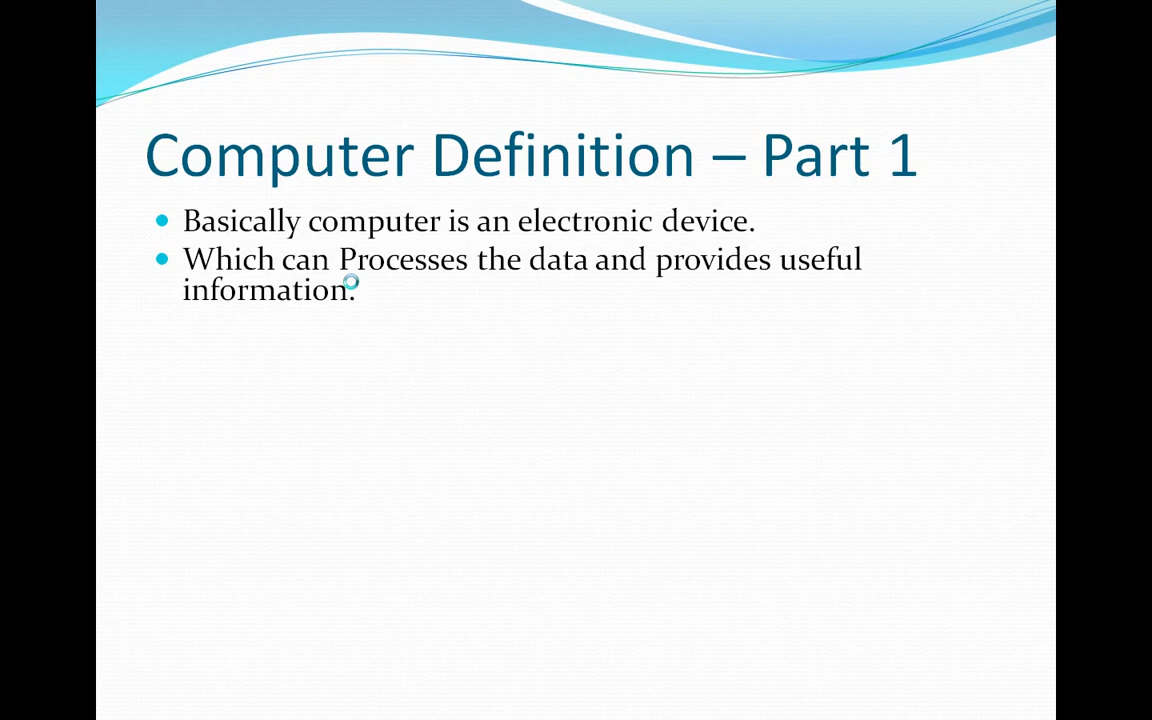 Computer Definition – Part 1
Basically computer is an electronic device.
Which can Processes the data and provides useful
information.